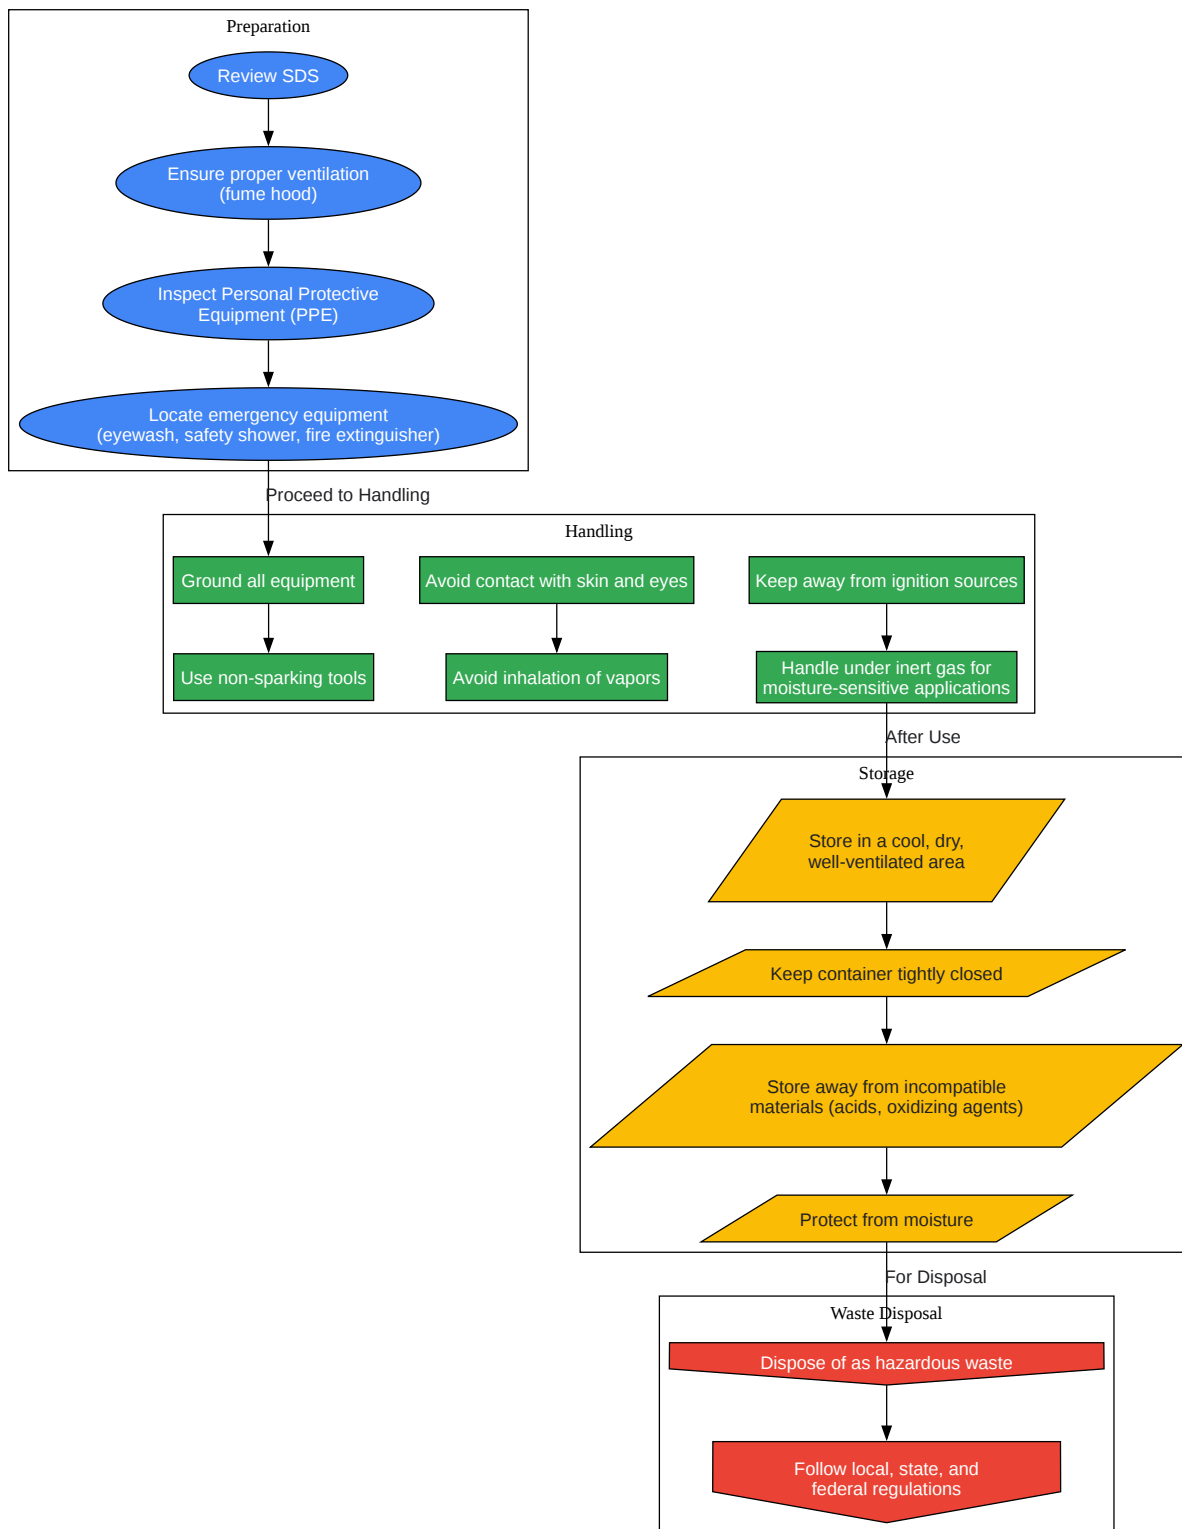 Preparation
Review SDS
Ensure proper ventilation
(fume hood)
Inspect Personal Protective
Equipment (PPE)
Locate emergency equipment
(eyewash, safety shower, fire extinguisher)
Proceed to Handling
Handling
Ground all equipment
Avoid contact with skin and eyes
Keep away from ignition sources
Use non-sparking tools
Avoid inhalation of vapors
Handle under inert gas for
moisture-sensitive applications
After Use
Storage
Store in a cool, dry,
well-ventilated area
Keep container tightly closed
Store away from incompatible
materials (acids, oxidizing agents)
Protect from moisture
For Disposal
Waste Disposal
Dispose of as hazardous waste
Follow local, state, and
federal regulations